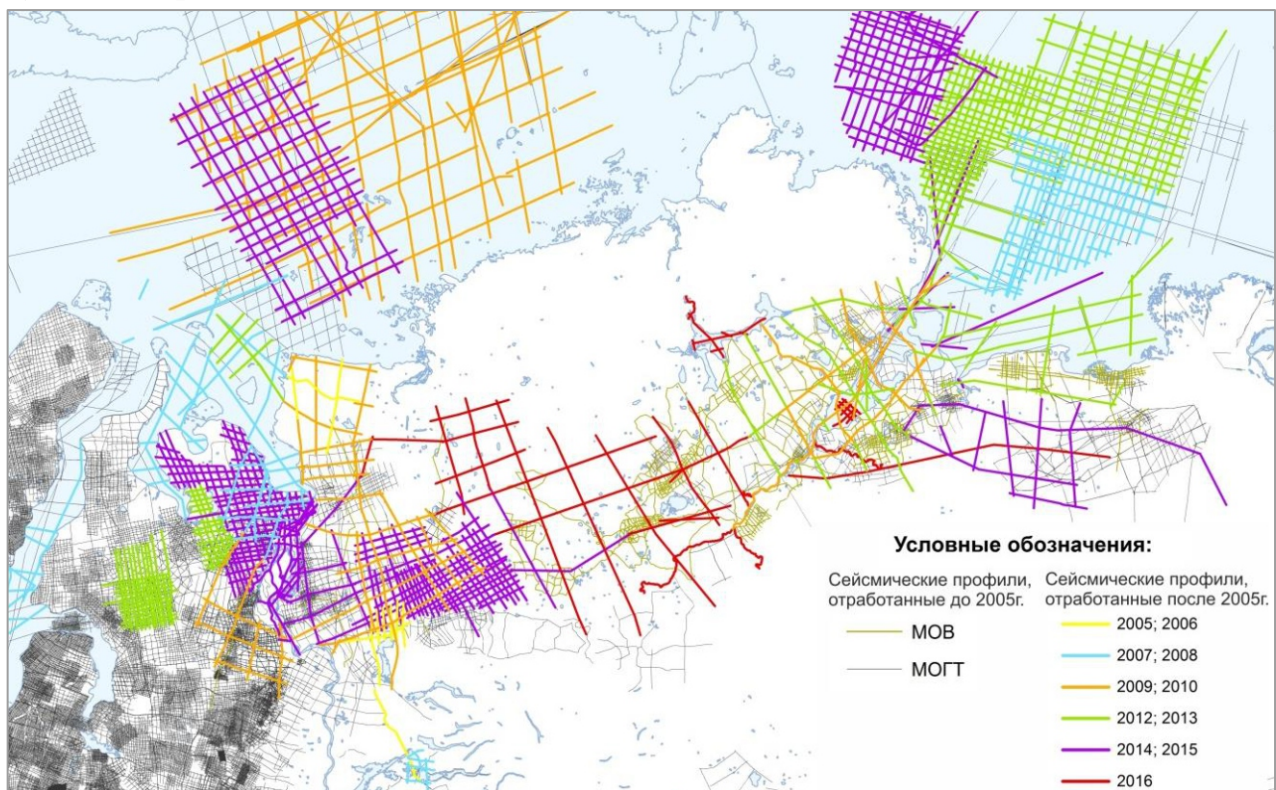 Условные обозначения:
Сейсмические профили,
отработанные до 2005г.
МОВ
МОГТ
Сейсмические профили,
отработанные после 2005г.
2005; 2006
2007; 2008
2009; 2010
2012; 2013
2014; 2015
2016